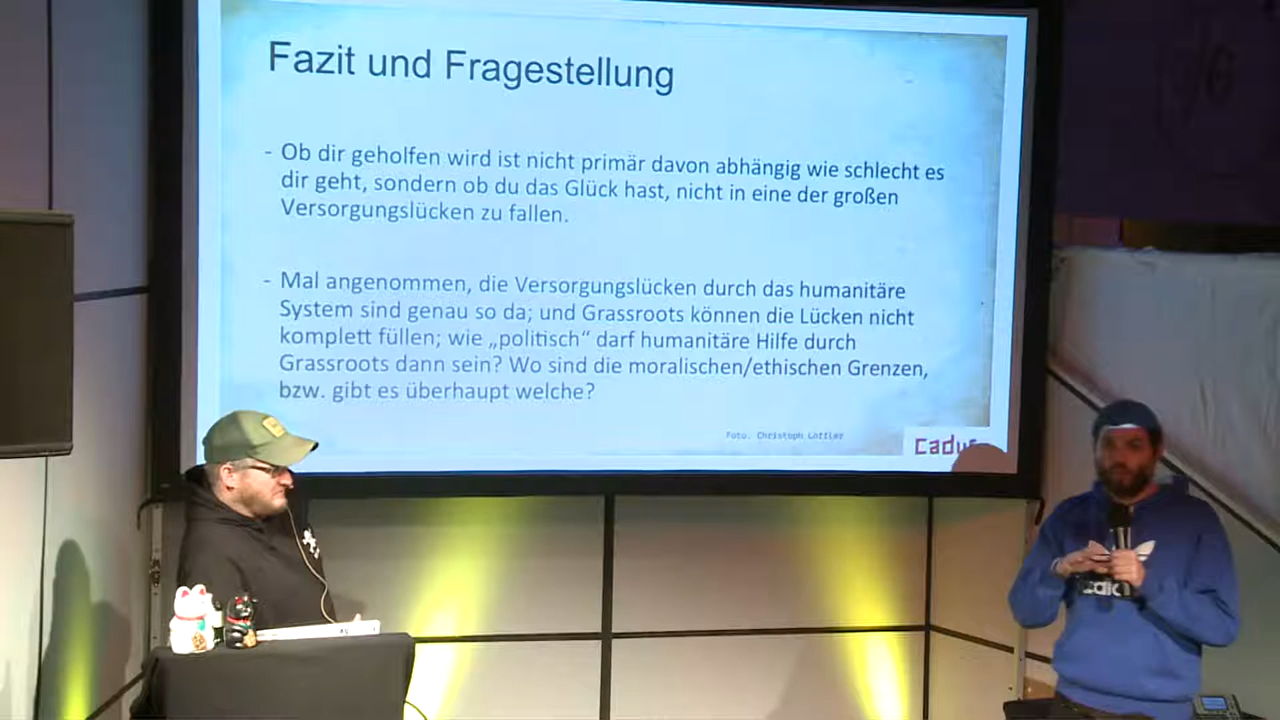 Fazit und Fragestellung
- Ob dir geholfen wird ist nicht primär davon abhängig wie schlecht es
dir geht, sondern ob du das Glück hast, nicht in eine der großen
Versorgungslücken zu fallen.
- Mal angenommen, die Versorgungslücken durch das humanitäre
System sind genau so da; und Grassroots können die Lücken nicht
komplett füllen; wie „politisch“ darf humanitäre Hilfe durch
Grassroots dann sein? Wo sind die moralischen/ethischen Grenzen,
bzw. gibt es überhaupt welche?
Foto: Christoph Löffler
Cadus